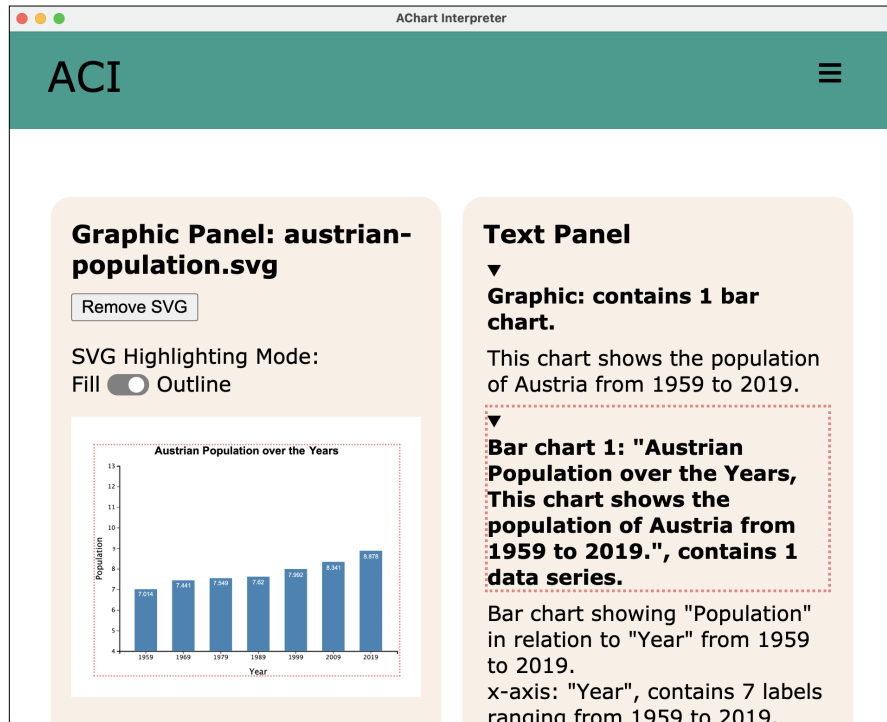 AChart Interpreter
ACI
Graphic Panel: austrian-
population.svg
Remove SVG
SVG Highlighting Mode:
Fill Outline
Austrian Population over the Years
13
12
11
10
9
8
7
6
5
4
Population
7.014
7.441
7.549
7.62
7.992
8.341
8.878
1959 1969 1979 1989 1999 2009 2019
Year
Text Panel
Graphic: contains 1 bar
chart.
This chart shows the population
of Austria from 1959 to 2019.
Bar chart 1: "Austrian
Population over the Years,
This chart shows the
population of Austria from
1959 to 2019.", contains 1
data series.
Bar chart showing "Population"
in relation to "Year" from 1959
to 2019.
x-axis: "Year", contains 7 labels
ranging from 1959 to 2019.